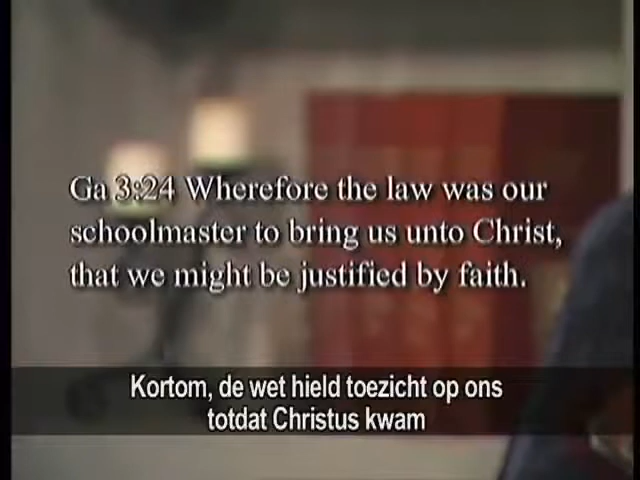 Ga 3:24 Wherefore the law was our
schoolmaster to bring us unto Christ,
that we might be justified by faith.
Kortom, de wet hield toezicht op ons
totdat Christus kwam